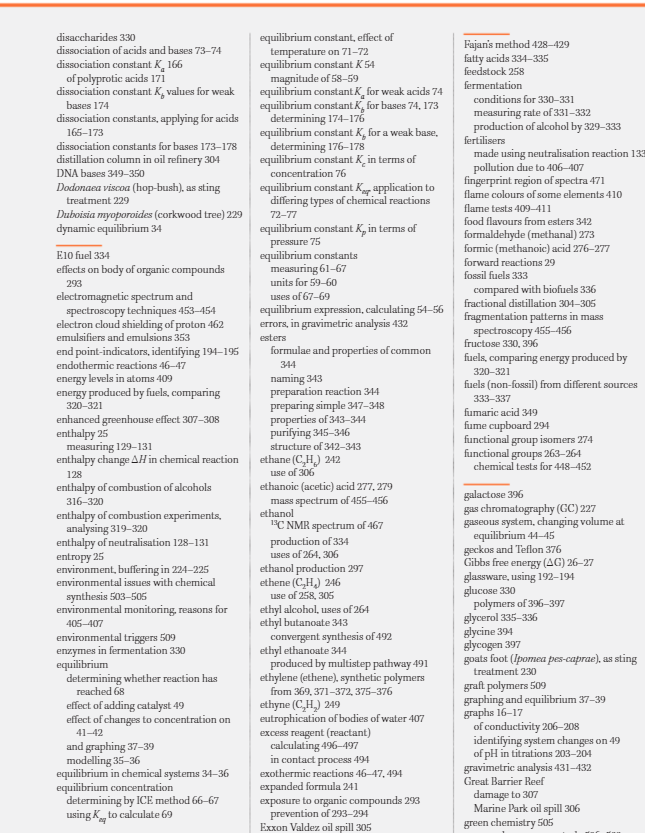 disaccharides 330
dissociation of acids and bases 73–74
dissociation constant Ka 166
of polyprotic acids 171
dissociation constant Kb values for weak
bases 174
dissociation constants, applying for acids
165–173
dissociation constants for bases 173–178
distillation column in oil refinery 304
DNA bases 349–350
Dodonaea viscoa (hop-bush), as sting
treatment 229
Duboisia myoporoides (corkwood tree) 229
dynamic equilibrium 34
E10 fuel 334
effects on body of organic compounds
293
electromagnetic spectrum and
spectroscopy techniques 453–454
electron cloud shielding of proton 462
emulsifiers and emulsions 353
end point-indicators, identifying 194–195
endothermic reactions 46–47
energy levels in atoms 409
energy produced by fuels, comparing
320–321
enhanced greenhouse effect 307–308
enthalpy 25
measuring 129–131
enthalpy change ΔH in chemical reaction
128
enthalpy of combustion of alcohols
316–320
enthalpy of combustion experiments,
analysing 319–320
enthalpy of neutralisation 128–131
entropy 25
environment, buffering in 224–225
environmental issues with chemical
synthesis 503–505
environmental monitoring, reasons for
405–407
environmental triggers 509
enzymes in fermentation 330
equilibrium
determining whether reaction has
reached 68
effect of adding catalyst 49
effect of changes to concentration on
41–42
and graphing 37–39
modelling 35–36
equilibrium in chemical systems 34–36
equilibrium concentration
determining by ICE method 66–67
using Keq to calculate 69
equilibrium constant, effect of
temperature on 71–72
equilibrium constant K 54
magnitude of 58–59
equilibrium constant Ka for weak acids 74
equilibrium constant Kb for bases 74, 173
determining 174–176
equilibrium constant Kb for a weak base,
determining 176–178
equilibrium constant Kc in terms of
concentration 76
equilibrium constant Keq, application to
differing types of chemical reactions
72–77
equilibrium constant Kp in terms of
pressure 75
equilibrium constants
measuring 61–67
units for 59–60
uses of 67–69
equilibrium expression, calculating 54–56
errors, in gravimetric analysis 432
esters
formulae and properties of common
344
naming 343
preparation reaction 344
preparing simple 347–348
properties of 343–344
purifying 345–346
structure of 342–343
ethane (C2H6) 242
use of 306
ethanoic (acetic) acid 277, 279
mass spectrum of 455–456
ethanol
13C NMR spectrum of 467
production of 334
uses of 264, 306
ethanol production 297
ethene (C2H4) 246
use of 258, 305
ethyl alcohol, uses of 264
ethyl butanoate 343
convergent synthesis of 492
ethyl ethanoate 344
produced by multistep pathway 491
ethylene (ethene), synthetic polymers
from 369, 371–372, 375–376
ethyne (C2H2) 249
eutrophication of bodies of water 407
excess reagent (reactant)
calculating 496–497
in contact process 494
exothermic reactions 46–47, 494
expanded formula 241
exposure to organic compounds 293
prevention of 293–294
Exxon Valdez oil spill 305
Fajan's method 428–429
fatty acids 334–335
feedstock 258
fermentation
conditions for 330–331
measuring rate of 331–332
production of alcohol by 329–333
fertilisers
made using neutralisation reaction 133
pollution due to 406–407
fingerprint region of spectra 471
flame colours of some elements 410
flame tests 409–411
food flavours from esters 342
formaldehyde (methanal) 273
formic (methanoic) acid 276–277
forward reactions 29
fossil fuels 333
compared with biofuels 336
fractional distillation 304–305
fragmentation patterns in mass
spectroscopy 455–456
fructose 330, 396
fuels, comparing energy produced by
320–321
fuels (non-fossil) from different sources
333–337
fumaric acid 349
fume cupboard 294
functional group isomers 274
functional groups 263–264
chemical tests for 448–452
galactose 396
gas chromatography (GC) 227
gaseous system, changing volume at
equilibrium 44–45
geckos and Teflon 376
Gibbs free energy (ΔG) 26–27
glassware, using 192–194
glucose 330
polymers of 396–397
glycerol 335–336
glycine 394
glycogen 397
goats foot (Ipomea pes-caprae), as sting
treatment 230
graft polymers 509
graphing and equilibrium 37–39
graphs 16–17
of conductivity 206–208
identifying system changes on 49
of pH in titrations 203–204
gravimetric analysis 431–432
Great Barrier Reef
damage to 307
Marine Park oil spill 306
green chemistry 505